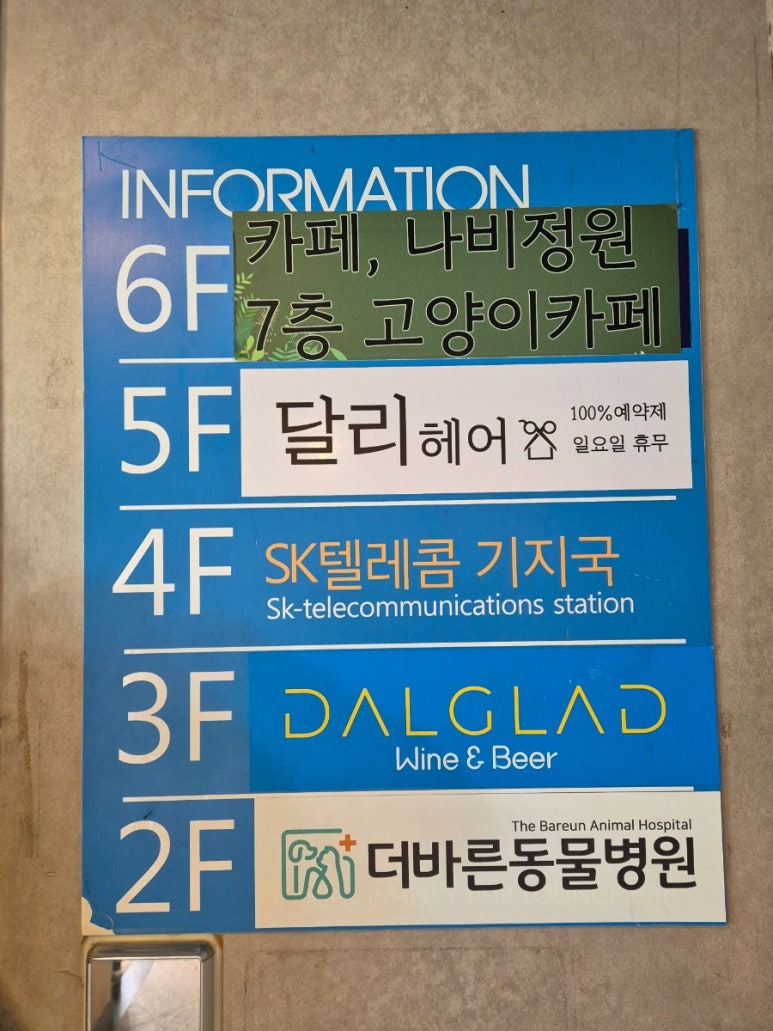 INFORMATION
6F
카페, 나비정원
7층 고양이카페
5F
달리헤어
100%예약제
일요일 휴무
4F
SK텔레콤 기지국
Sk-telecommunications station
3F
DALGLAD
Wine & Beer
2F
The Bareun Animal Hospital
더바른동물병원